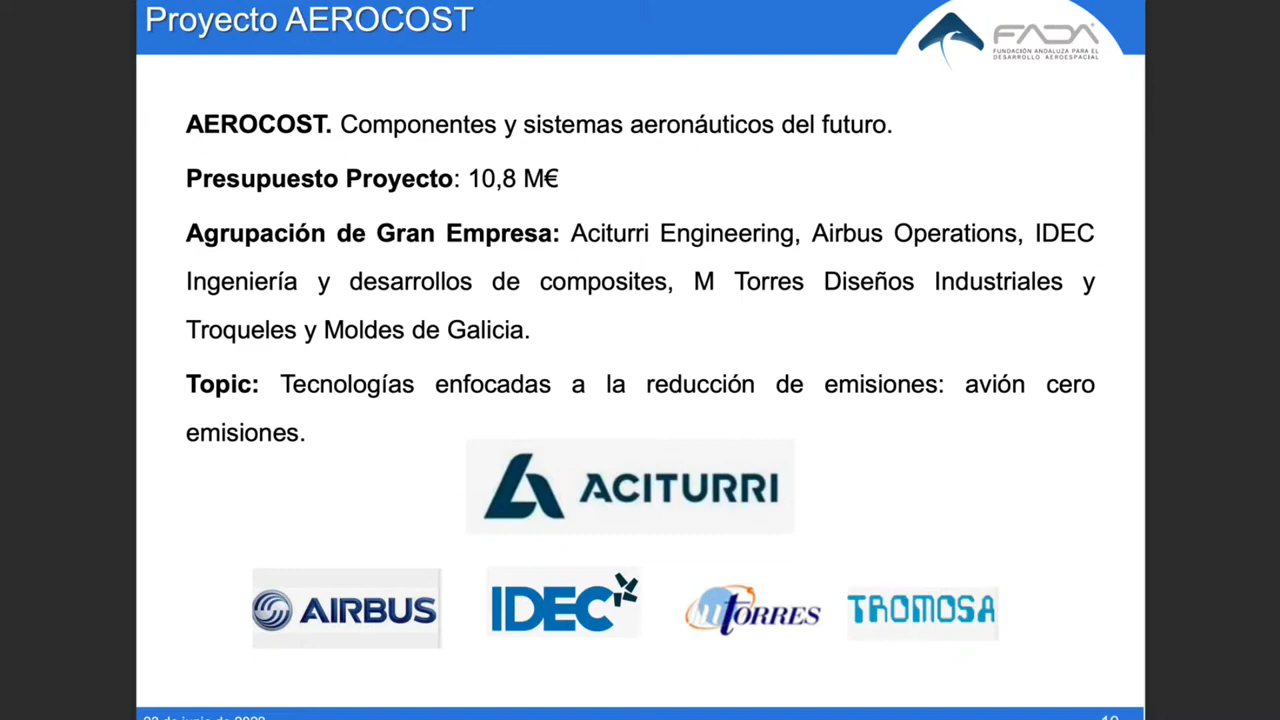 Proyecto AEROCOST
FADA
FUNDACIÓN ANDALUZA PARA EL
DESARROLLO AEROESPACIAL
AEROCOST. Componentes y sistemas aeronáuticos del futuro.
Presupuesto Proyecto: 10,8 M€
Agrupación de Gran Empresa: Aciturri Engineering, Airbus Operations, IDEC
Ingeniería y desarrollos de composites, M Torres Diseños Industriales y
Troqueles y Moldes de Galicia.
Topic: Tecnologías enfocadas a la reducción de emisiones: avión cero
emisiones.
ACITURRI
AIRBUS
IDEC
MTORRES
TROMOSA